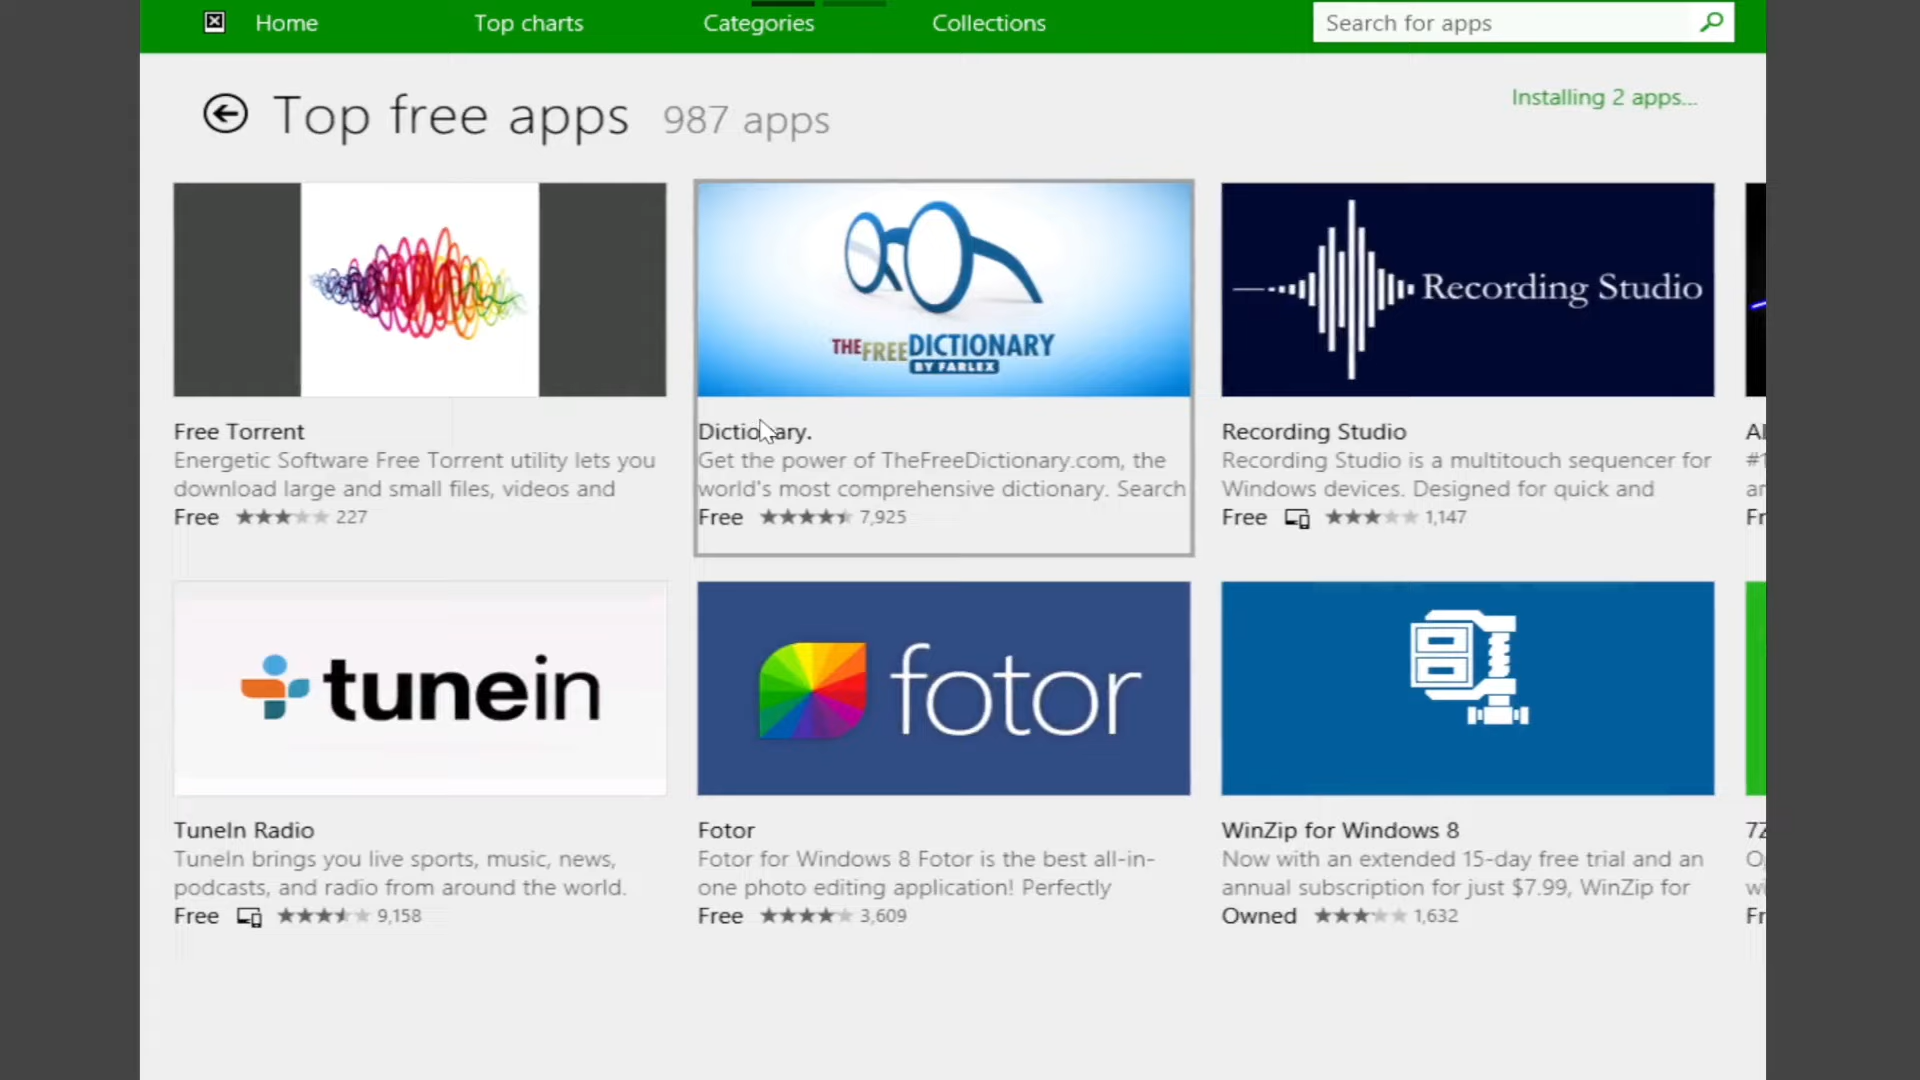 Home Top charts Categories Collections Search for apps
Top free apps 987 apps
Installing 2 apps...
THE FREE DICTIONARY
BY FARLEX
Recording Studio
Free Torrent
Energetic Software Free Torrent utility lets you
download large and small files, videos and
Free 227
Dictionary.
Get the power of TheFreeDictionary.com, the
world's most comprehensive dictionary. Search
Free 7,925
Recording Studio
Recording Studio is a multitouch sequencer for
Windows devices. Designed for quick and
Free 1,147
tunein
fotor
TuneIn Radio
TuneIn brings you live sports, music, news,
podcasts, and radio from around the world.
Free 9,158
Fotor
Fotor for Windows 8 Fotor is the best all-in-
one photo editing application! Perfectly
Free 3,609
WinZip for Windows 8
Now with an extended 15-day free trial and an
annual subscription for just $7.99, WinZip for
Owned 1,632